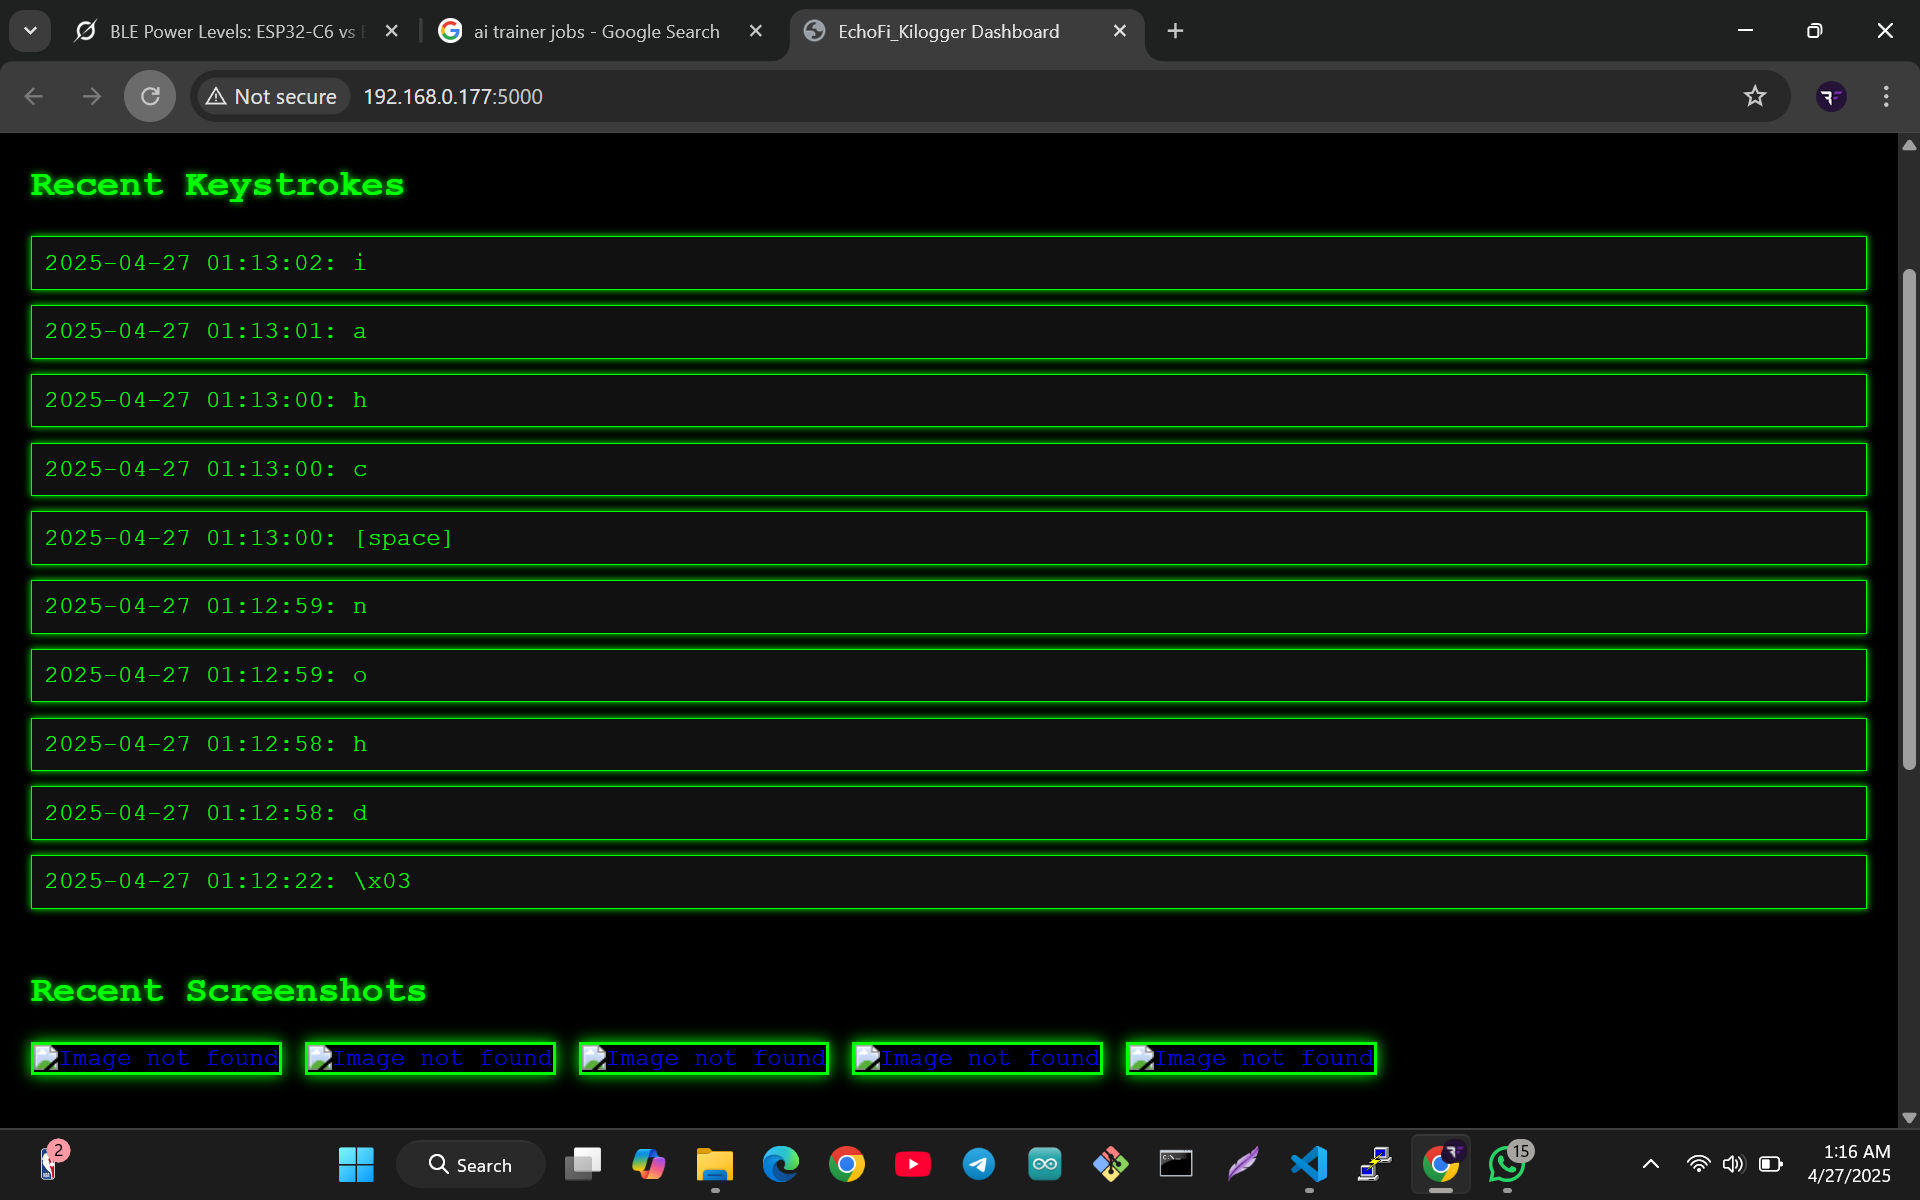 BLE Power Levels: ESP32-C6 vs
ai trainer jobs - Google Search
EchoFi_Kilogger Dashboard
Not secure
192.168.0.177:5000
Recent Keystrokes
2025-04-27 01:13:02: i
2025-04-27 01:13:01: a
2025-04-27 01:13:00: h
2025-04-27 01:13:00: c
2025-04-27 01:13:00: [space]
2025-04-27 01:12:59: n
2025-04-27 01:12:59: o
2025-04-27 01:12:58: h
2025-04-27 01:12:58: d
2025-04-27 01:12:22: \x03
Recent Screenshots
Image not found
Image not found
Image not found
Image not found
Image not found
2
Search
15
1:16 AM
4/27/2025